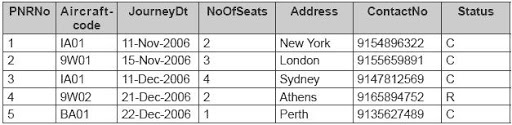 PNRNo Aircraft-code JourneyDt NoOfSeats Address ContactNo Status
1 IA01 11-Nov-2006 2 New York 9154896322 C
2 9W01 15-Nov-2006 3 London 9155659891 C
3 IA01 11-Dec-2006 4 Sydney 9147812569 C
4 9W02 21-Dec-2006 2 Athens 9165894752 R
5 BA01 22-Dec-2006 1 Perth 9135627489 C